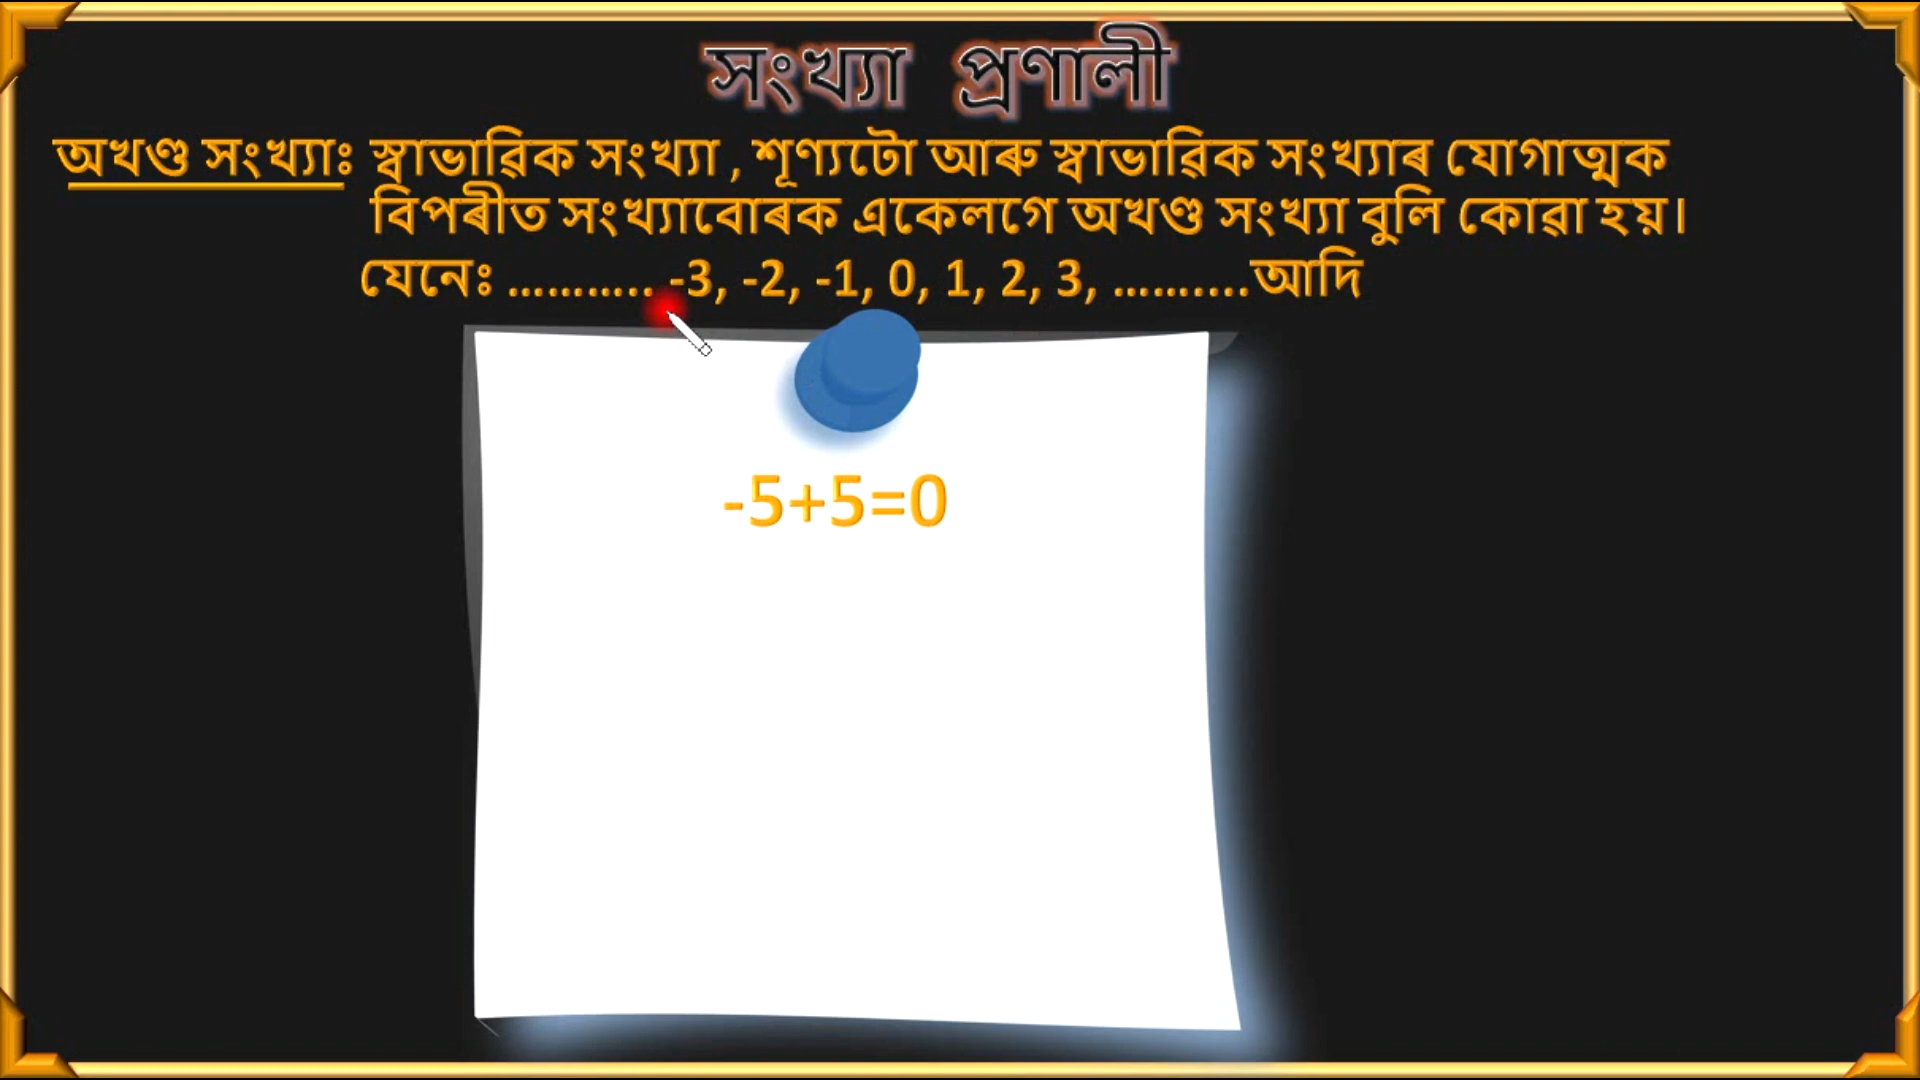 সংখ্যা প্ৰণালী
অখণ্ড সংখ্যাঃ স্বাভাৱিক সংখ্যা , শূণ্যটো আৰু স্বাভাৱিক সংখ্যাৰ যোগাত্মক
বিপৰীত সংখ্যাবোৰক একেলগে অখণ্ড সংখ্যা বুলি কোৱা হয়।
যেনেঃ ……….. -3, -2, -1, 0, 1, 2, 3, ……....আদি
-5+5=0